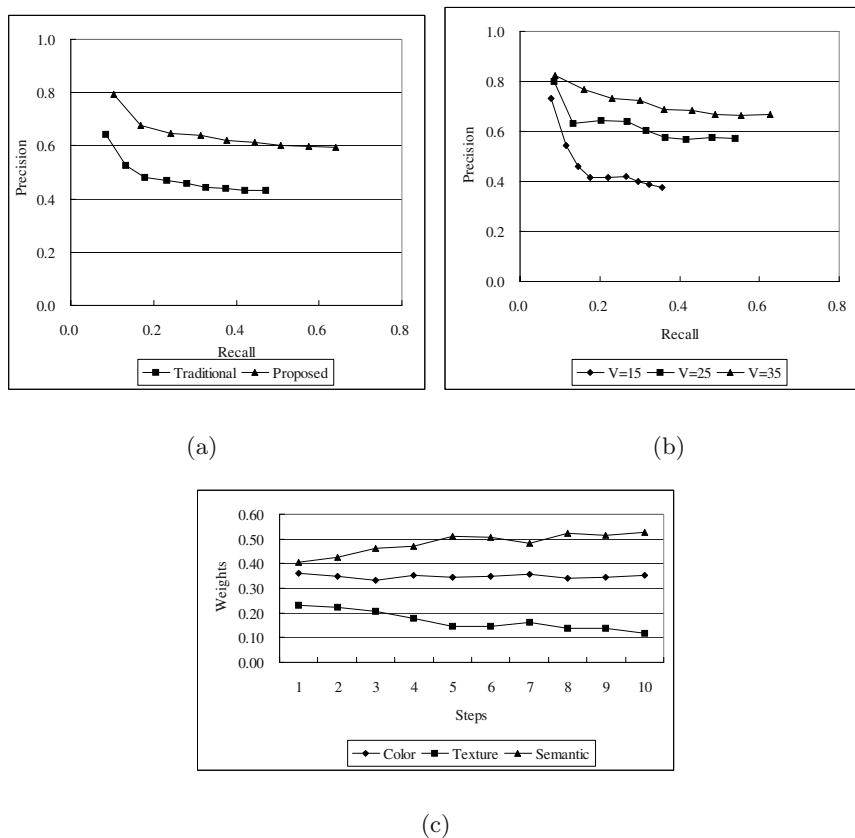 1.0
0.8
0.6
0.4
0.2
0.0
Precision
0.0 0.2 0.4 0.6 0.8
Recall
Traditional Proposed
(a)
1.0
0.8
0.6
0.4
0.2
0.0
Precision
0.0 0.2 0.4 0.6 0.8
Recall
V=15 V=25 V=35
(b)
0.60
0.50
0.40
0.30
0.20
0.10
0.00
Weights
1 2 3 4 5 6 7 8 9 10
Steps
Color Texture Semantic
(c)